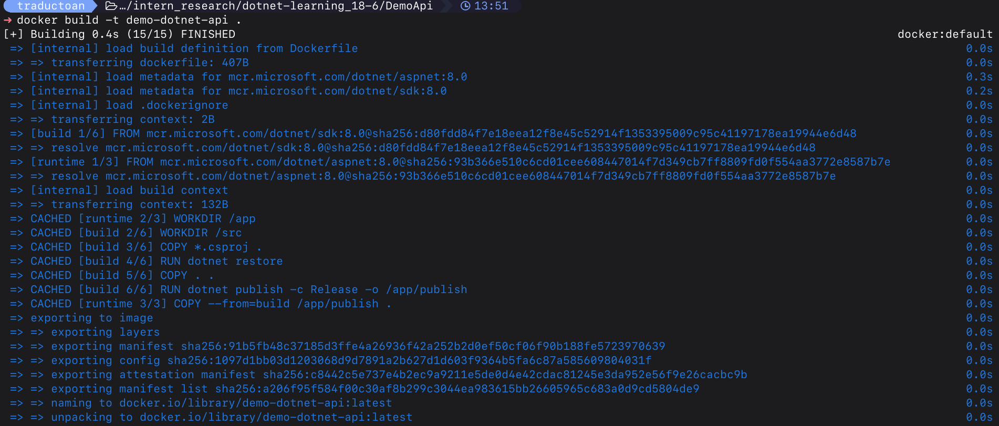 traductoan …/intern_research/dotnet-learning_18-6/DemoApi 13:51
➜ docker build -t demo-dotnet-api .
[+] Building 0.4s (15/15) FINISHED docker:default
=> [internal] load build definition from Dockerfile 0.0s
=> => transferring dockerfile: 407B 0.0s
=> [internal] load metadata for mcr.microsoft.com/dotnet/aspnet:8.0 0.3s
=> [internal] load metadata for mcr.microsoft.com/dotnet/sdk:8.0 0.2s
=> [internal] load .dockerignore 0.0s
=> => transferring context: 2B 0.0s
=> [build 1/6] FROM mcr.microsoft.com/dotnet/sdk:8.0@sha256:d80fdd84f7e18eea12f8e45c52914f1353395009c95c41197178ea19944e6d48 0.0s
=> => resolve mcr.microsoft.com/dotnet/sdk:8.0@sha256:d80fdd84f7e18eea12f8e45c52914f1353395009c95c41197178ea19944e6d48 0.0s
=> [runtime 1/3] FROM mcr.microsoft.com/dotnet/aspnet:8.0@sha256:93b366e510c6cd01cee608447014f7d349cb7ff8809fd0f554aa3772e8587b7e 0.0s
=> => resolve mcr.microsoft.com/dotnet/aspnet:8.0@sha256:93b366e510c6cd01cee608447014f7d349cb7ff8809fd0f554aa3772e8587b7e 0.0s
=> [internal] load build context 0.0s
=> => transferring context: 132B 0.0s
=> CACHED [runtime 2/3] WORKDIR /app 0.0s
=> CACHED [build 2/6] WORKDIR /src 0.0s
=> CACHED [build 3/6] COPY *.csproj . 0.0s
=> CACHED [build 4/6] RUN dotnet restore 0.0s
=> CACHED [build 5/6] COPY . . 0.0s
=> CACHED [build 6/6] RUN dotnet publish -c Release -o /app/publish 0.0s
=> CACHED [runtime 3/3] COPY --from=build /app/publish . 0.0s
=> exporting to image 0.0s
=> => exporting layers 0.0s
=> => exporting manifest sha256:91b5fb48c37185d3ffe4a26936f42a252b2d0ef50cf06f90b188fe5723970639 0.0s
=> => exporting config sha256:1097d1bb03d1203068d9d7891a2b627d1d603f9364b5fa6c87a585609804031f 0.0s
=> => exporting attestation manifest sha256:c8442c5e737e4b2ec9a9211e5de0d4e42cdac81245e3da952e56f9e26cacbc9b 0.0s
=> => exporting manifest list sha256:a206f95f584f00c30af8b299c3044ea983615bb26605965c683a0d9cd5804de9 0.0s
=> => naming to docker.io/library/demo-dotnet-api:latest 0.0s
=> => unpacking to docker.io/library/demo-dotnet-api:latest 0.0s